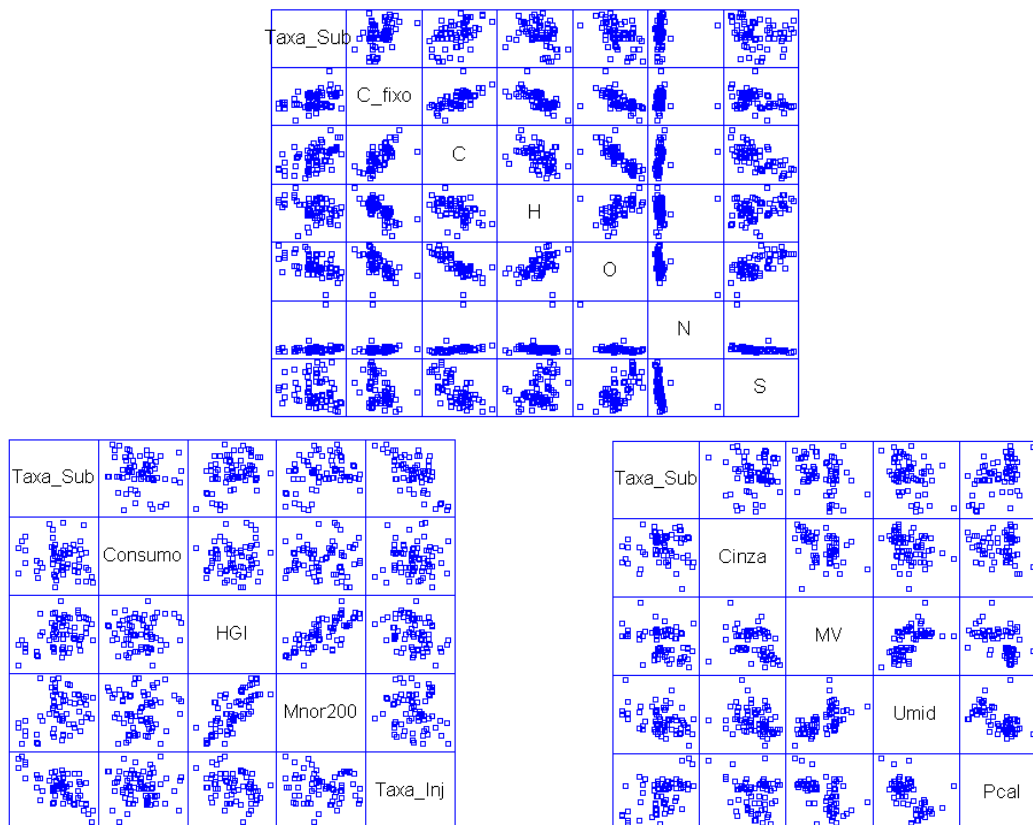 Taxa_Sub
C_fixo
C
H
O
N
S
Taxa_Sub
Consumo
HGI
Mnor200
Taxa_Inj
Taxa_Sub
Cinza
MV
Umid
Pcal